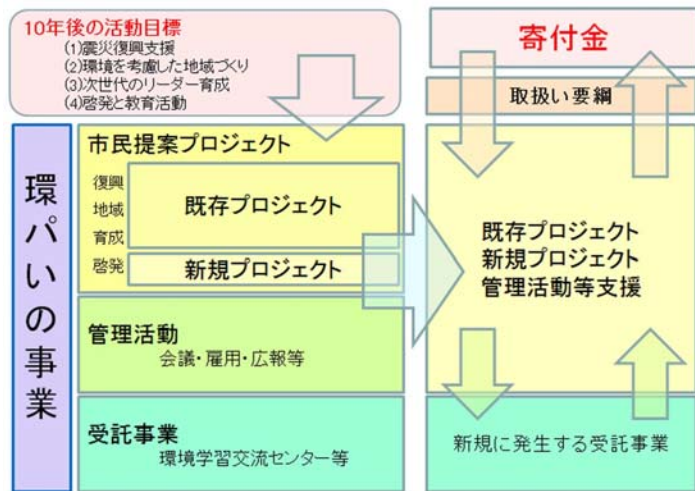 10年後の活動目標
(1)震災復興支援
(2)環境を考慮した地域づくり
(3)次世代のリーダー育成
(4)啓発と教育活動
環パいの事業
市民提案プロジェクト
復興
地域
育成
啓発
既存プロジェクト
新規プロジェクト
管理活動
会議・雇用・広報等
受託事業
環境学習交流センター等
寄付金
取扱い要綱
既存プロジェクト
新規プロジェクト
管理活動等支援
新規に発生する受託事業